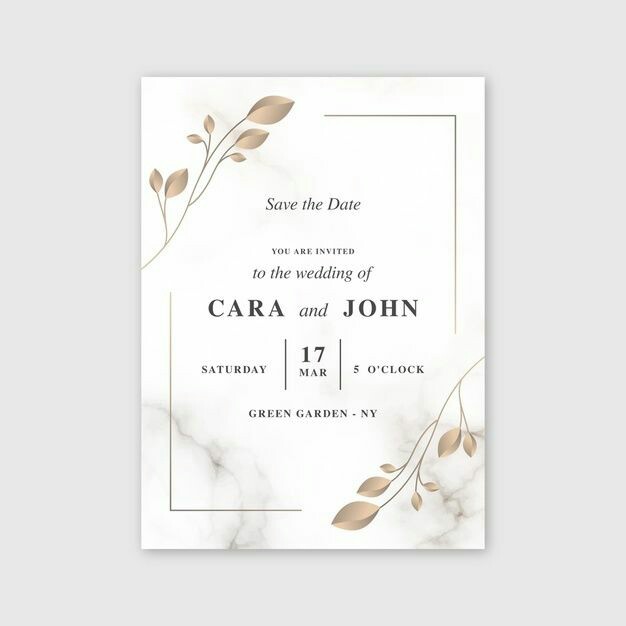 Save the Date
YOU ARE INVITED
to the wedding of
CARA and JOHN
SATURDAY
17
MAR
5 O'CLOCK
GREEN GARDEN - NY